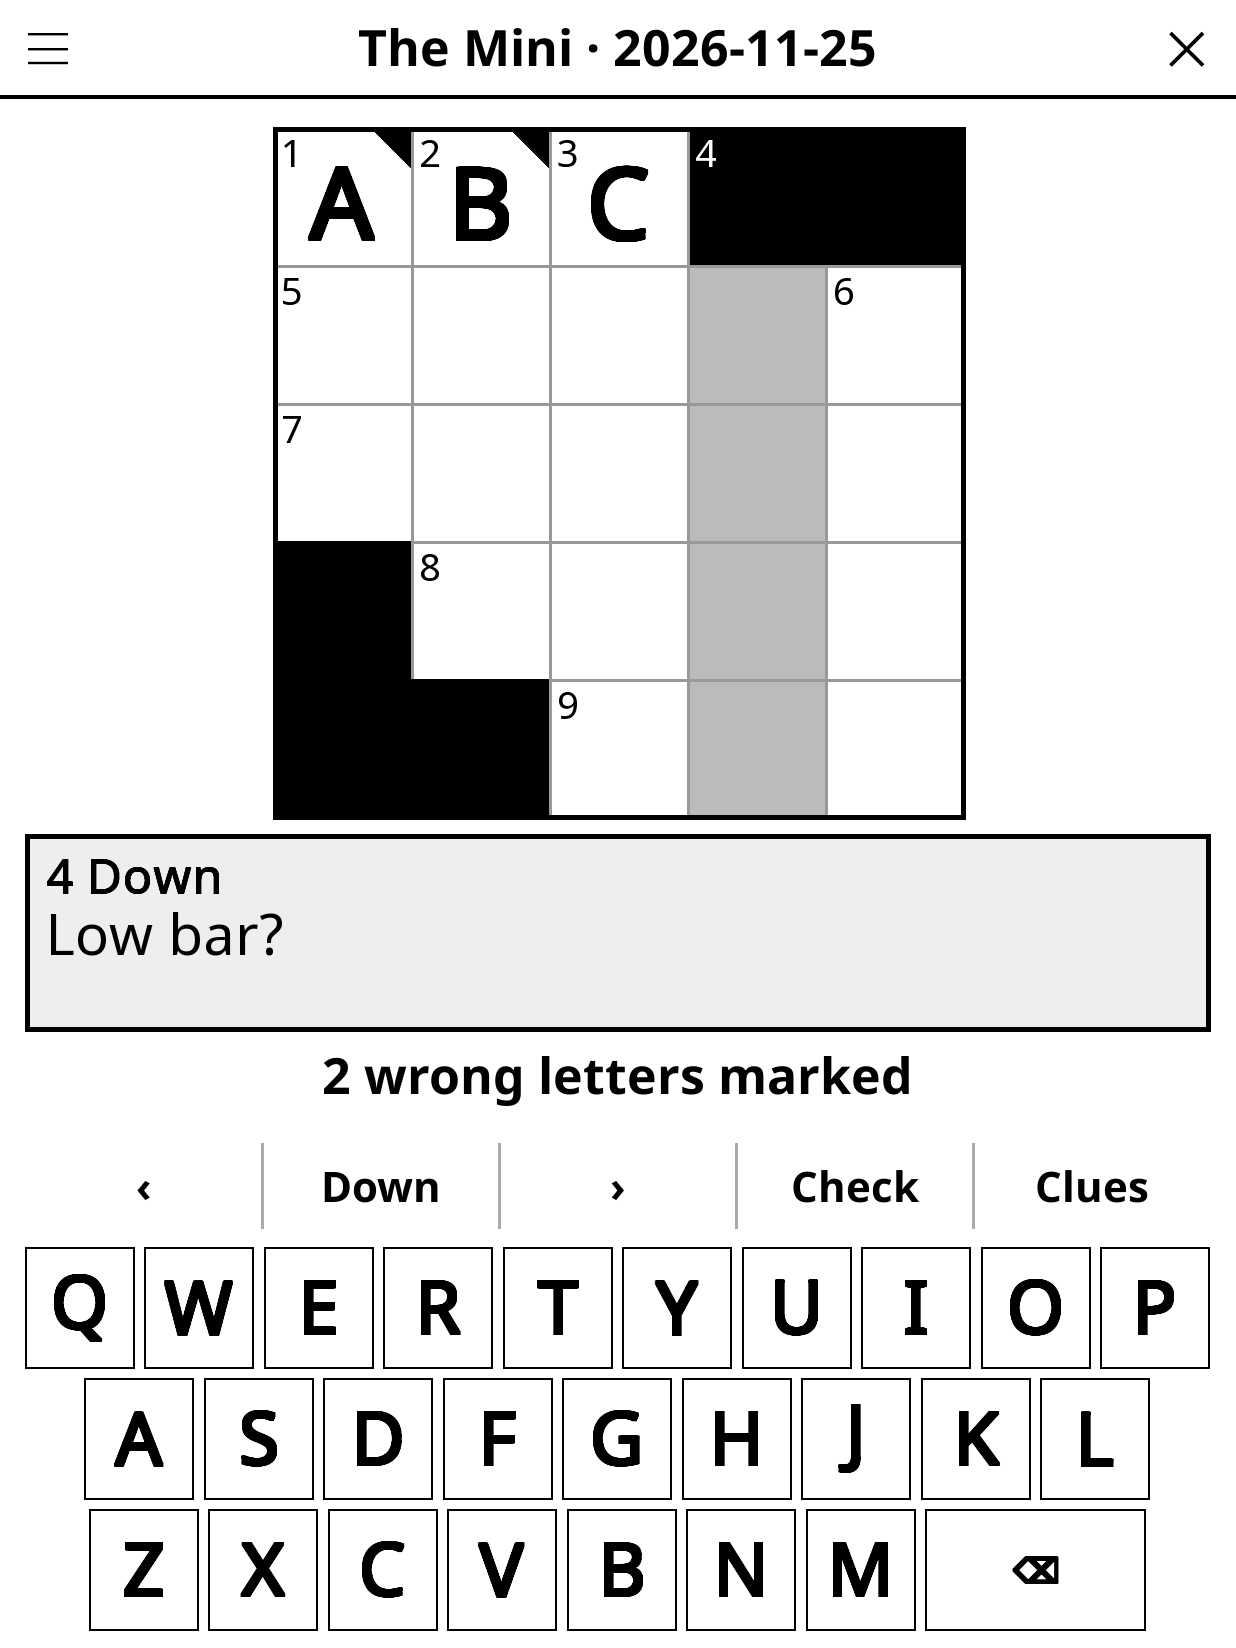 The Mini · 2026-11-25
1 A 2 B 3 C 4
5 6
7
8
9
4 Down
Low bar?
2 wrong letters marked
‹ Down › Check Clues
Q W E R T Y U I O P
A S D F G H J K L
Z X C V B N M ⌫